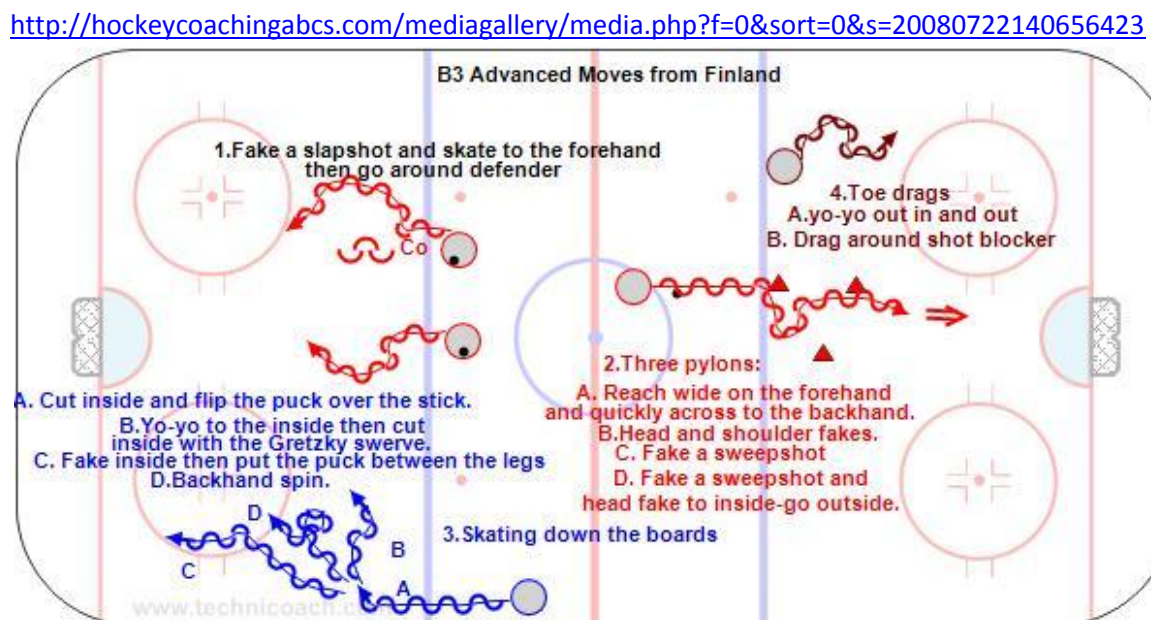 http://hockeycoachingabcs.com/mediagallery/media.php?f=0&sort=0&s=20080722140656423
B3 Advanced Moves from Finland
1.Fake a slapshot and skate to the forehand
then go around defender
Co
4.Toe drags
A.yo-yo out in and out
B. Drag around shot blocker
2.Three pylons:
A. Reach wide on the forehand
and quickly across to the backhand.
B.Head and shoulder fakes.
C. Fake a sweepshot
D. Fake a sweepshot and
head fake to inside-go outside.
A. Cut inside and flip the puck over the stick.
B.Yo-yo to the inside then cut
inside with the Gretzky swerve.
C. Fake inside then put the puck between the legs
D.Backhand spin.
3.Skating down the boards
D
B
C
A
www.technicoach.c